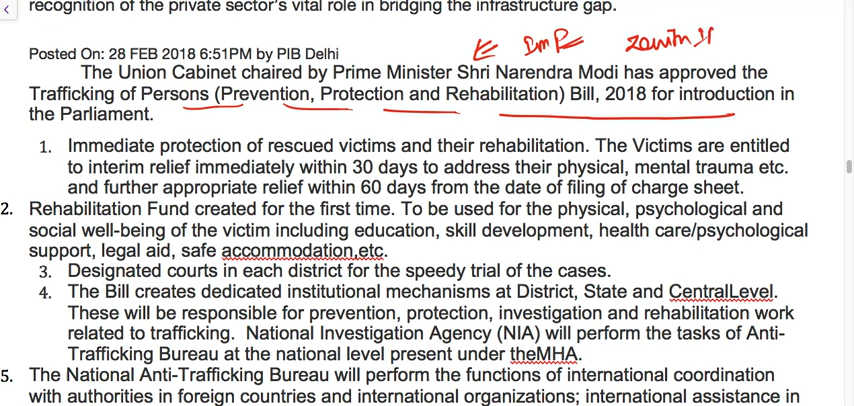 recognition of the private sector's vital role in bridging the infrastructure gap.
Imp
Posted On: 28 FEB 2018 6:51PM by PIB Delhi
The Union Cabinet chaired by Prime Minister Shri Narendra Modi has approved the
Trafficking of Persons (Prevention, Protection and Rehabilitation) Bill, 2018 for introduction in
the Parliament.
1. Immediate protection of rescued victims and their rehabilitation. The Victims are entitled
to interim relief immediately within 30 days to address their physical, mental trauma etc.
and further appropriate relief within 60 days from the date of filing of charge sheet.
2. Rehabilitation Fund created for the first time. To be used for the physical, psychological and
social well-being of the victim including education, skill development, health care/psychological
support, legal aid, safe accommodation,etc.
3. Designated courts in each district for the speedy trial of the cases.
4. The Bill creates dedicated institutional mechanisms at District, State and CentralLevel.
These will be responsible for prevention, protection, investigation and rehabilitation work
related to trafficking.  National Investigation Agency (NIA) will perform the tasks of Anti-
Trafficking Bureau at the national level present under theMHA.
5. The National Anti-Trafficking Bureau will perform the functions of international coordination
with authorities in foreign countries and international organizations; international assistance in